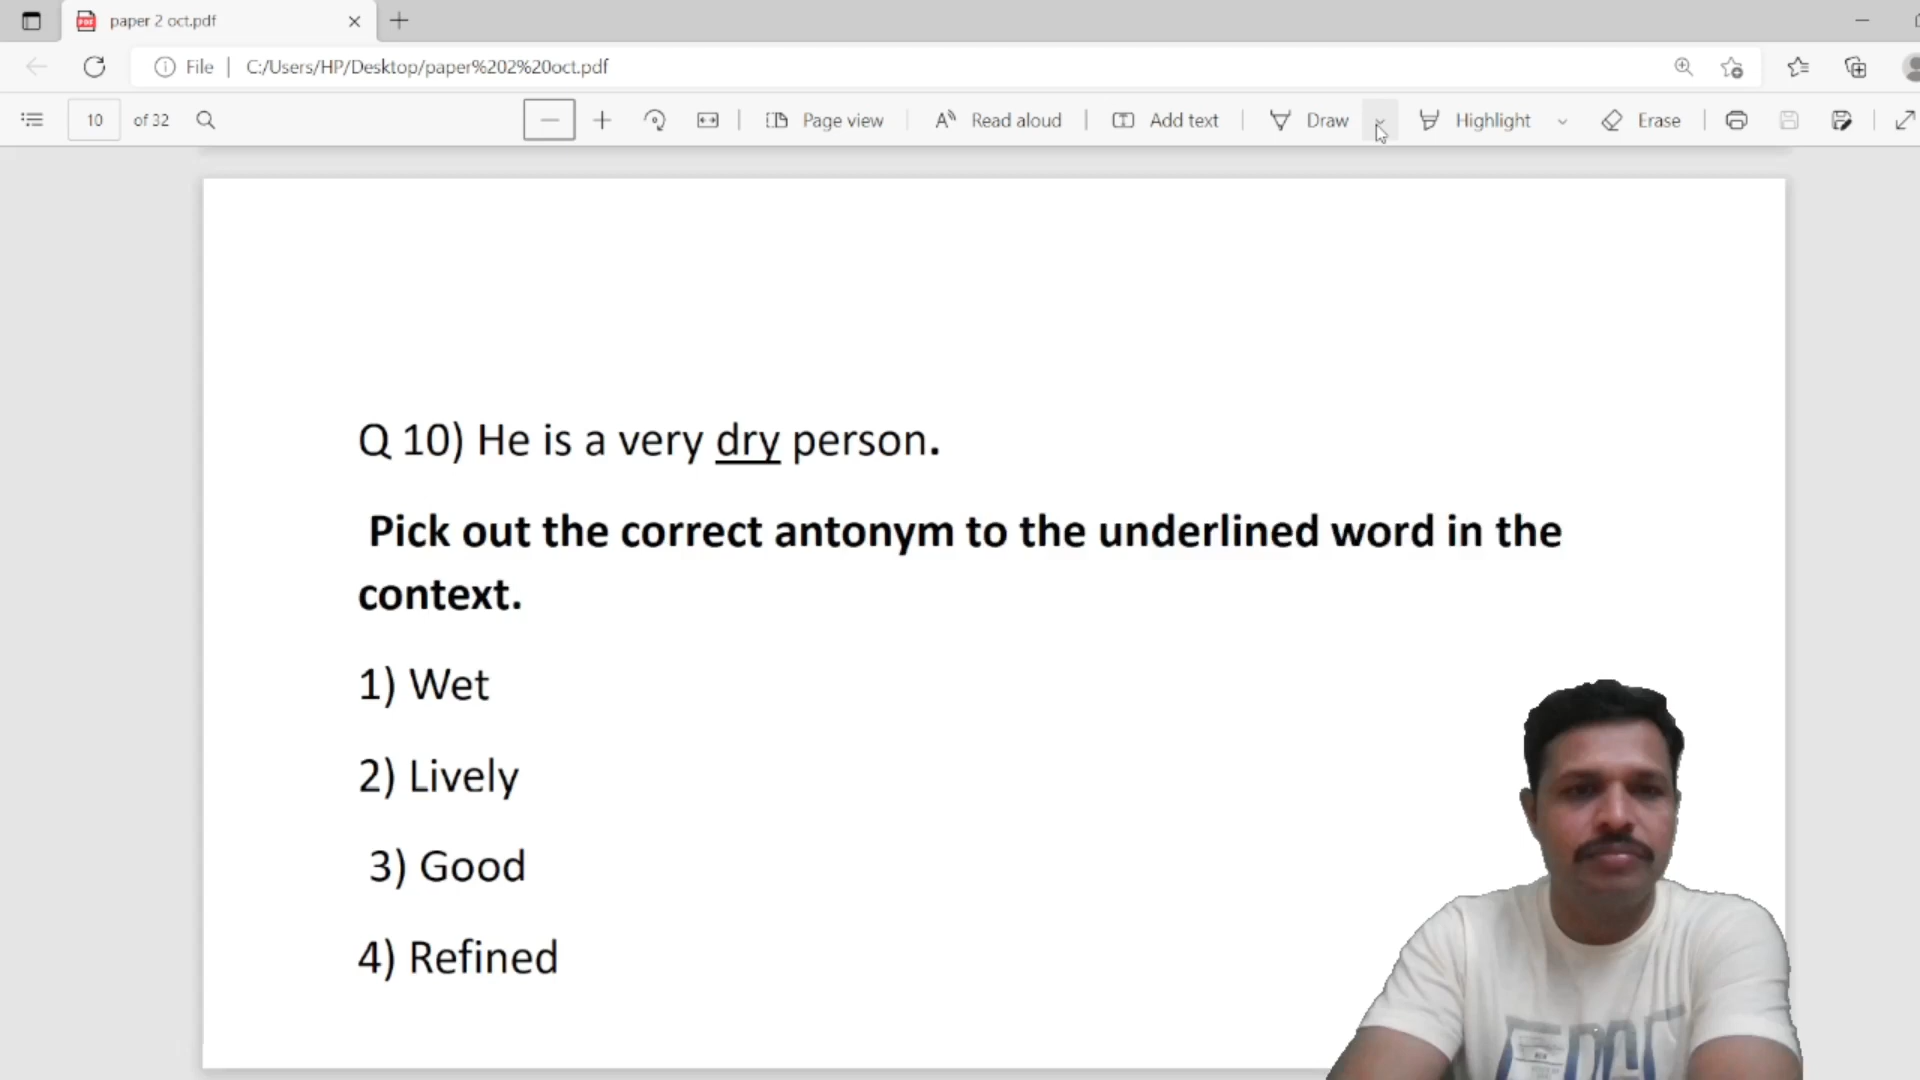 paper 2 oct.pdf
File
C:/Users/HP/Desktop/paper%202%20oct.pdf
10 of 32
Page view
Read aloud
Add text
Draw
Highlight
Erase
Q 10) He is a very dry person.
Pick out the correct antonym to the underlined word in the
context.
1) Wet
2) Lively
3) Good
4) Refined